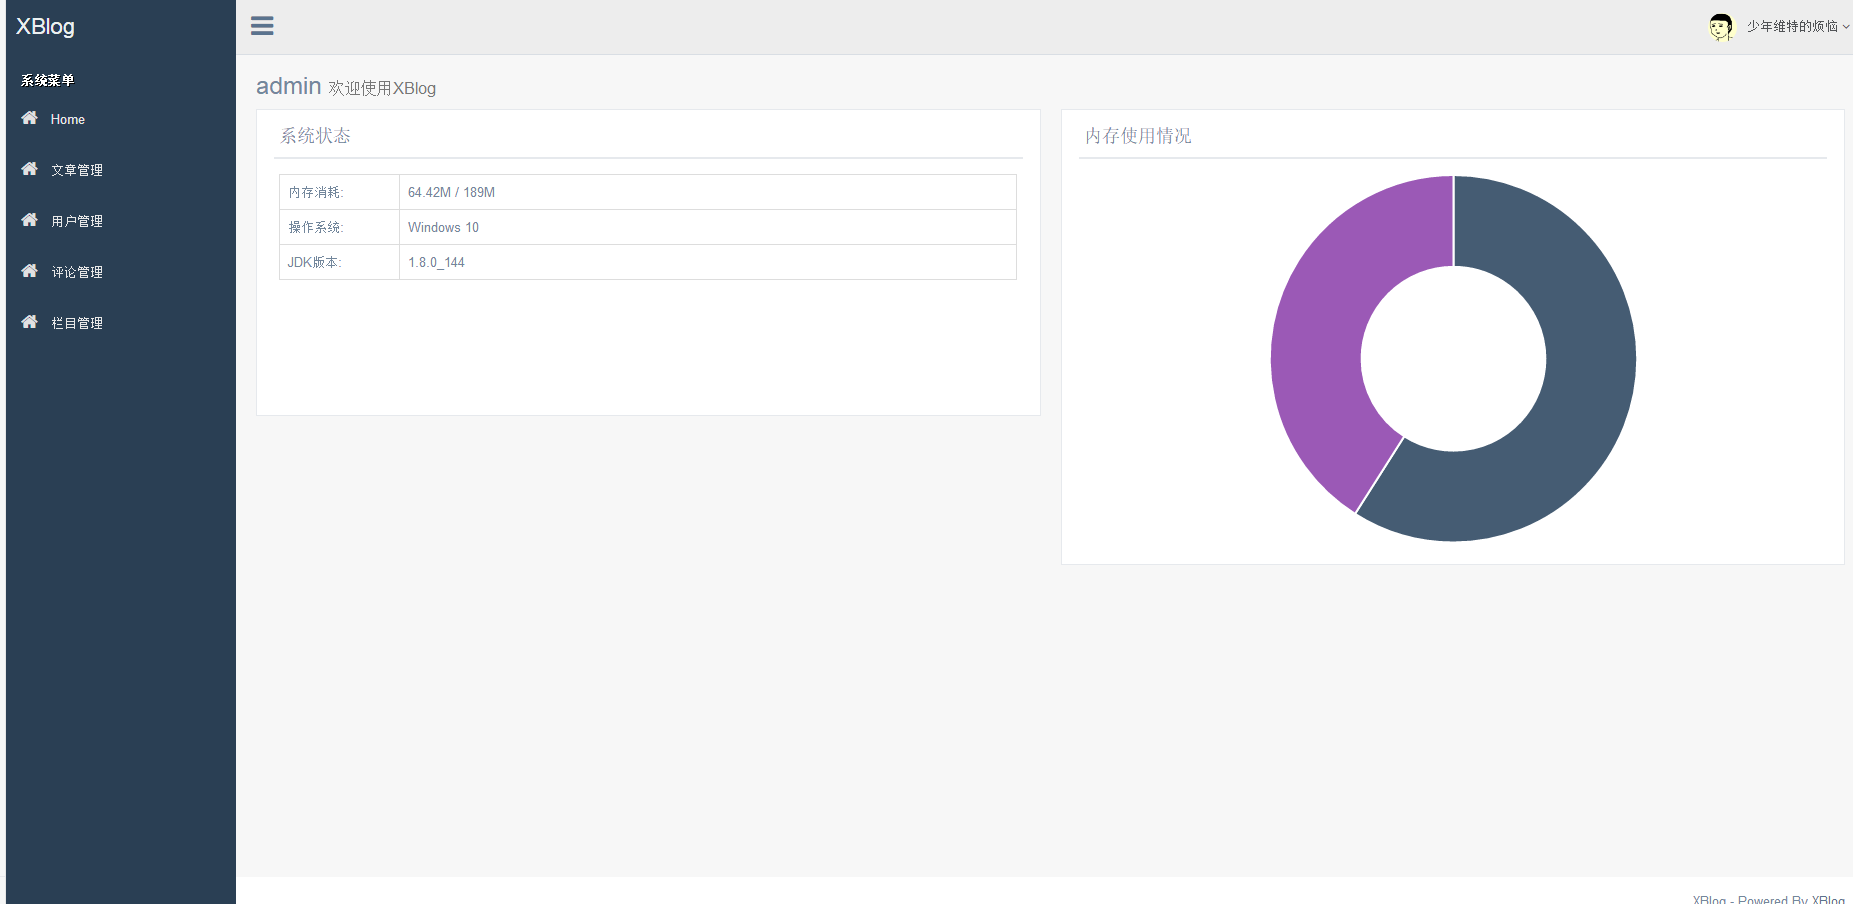 XBlog
少年维特的烦恼
系统菜单
Home
文章管理
用户管理
评论管理
栏目管理
admin 欢迎使用XBlog
系统状态
内存消耗: 64.42M / 189M
操作系统: Windows 10
JDK版本: 1.8.0_144
内存使用情况
XBlog - Powered By XBlog